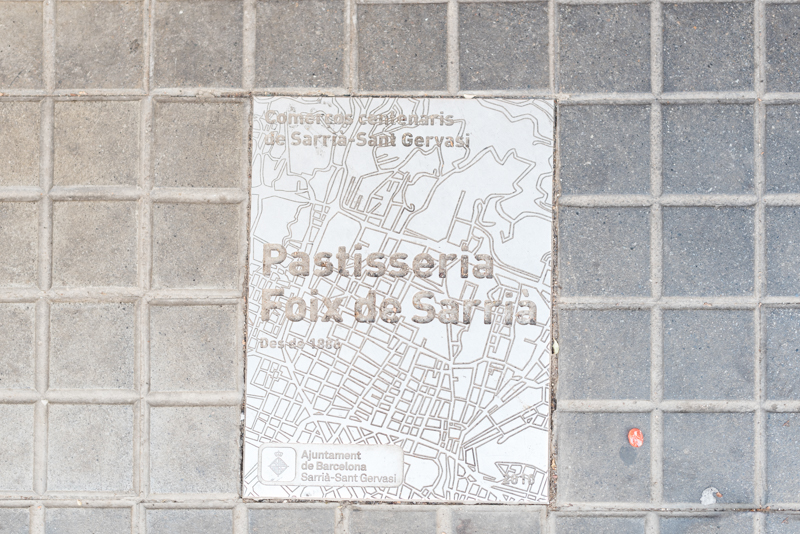 Comerços centenaris
de Sarrià-Sant Gervasi
Pastisseria
Foix de Sarrià
Des de 1886
Ajuntament
de Barcelona
Sarrià-Sant Gervasi